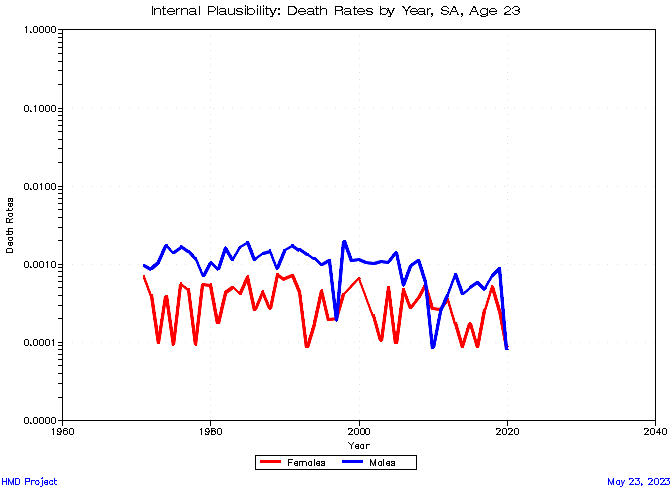 Internal Plausibility: Death Rates by Year, SA, Age 23
1.0000
0.1000
0.0100
0.0010
0.0001
0.0000
Death Rates
1960
1980
2000
2020
2040
Year
Females
Males
HMD Project
May 23, 2023